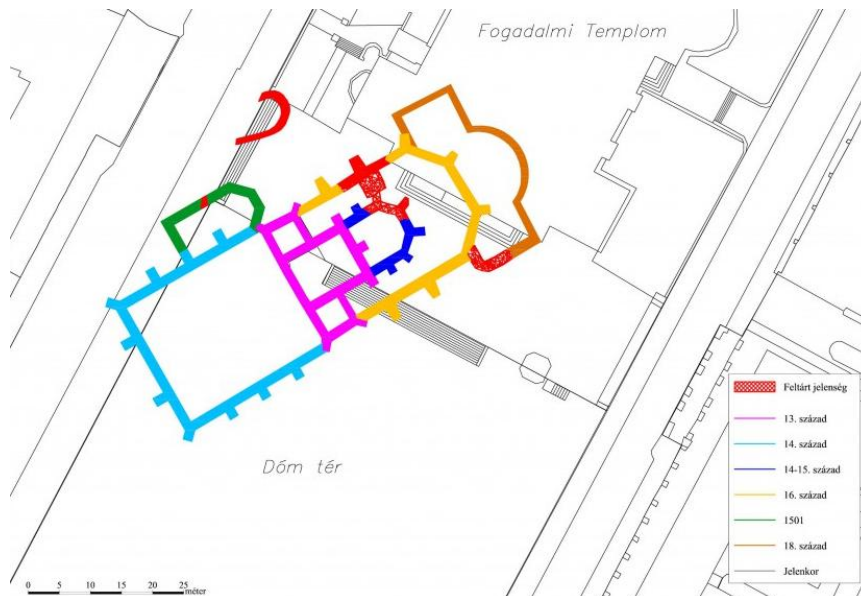 Fogadalmi Templom
Dóm tér
Feltárt jelenség
13. század
14. század
14-15. század
16. század
1501
18. század
Jelenkor
0 5 10 15 20 25
méter